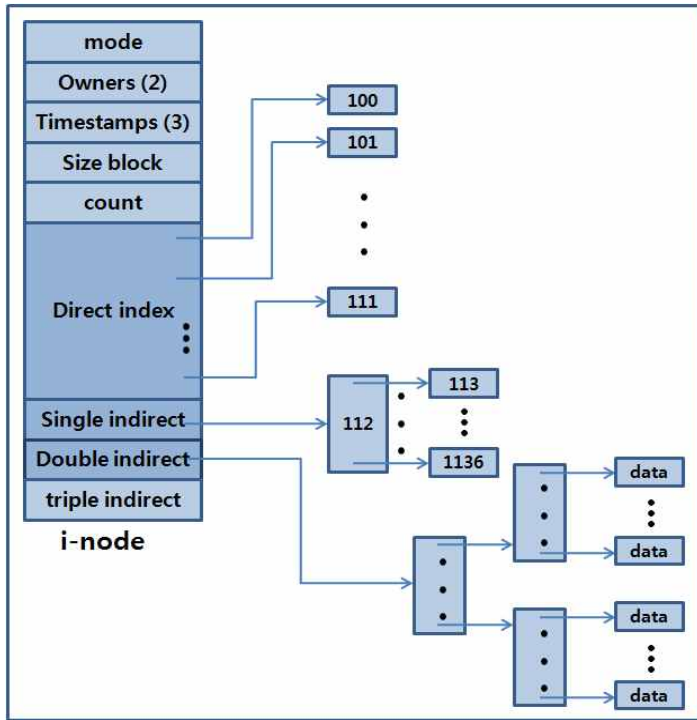 mode
Owners (2)
Timestamps (3)
Size block
count
Direct index
Single indirect
Double indirect
triple indirect
i-node
100
101
111
112
113
1136
data
data
data
data